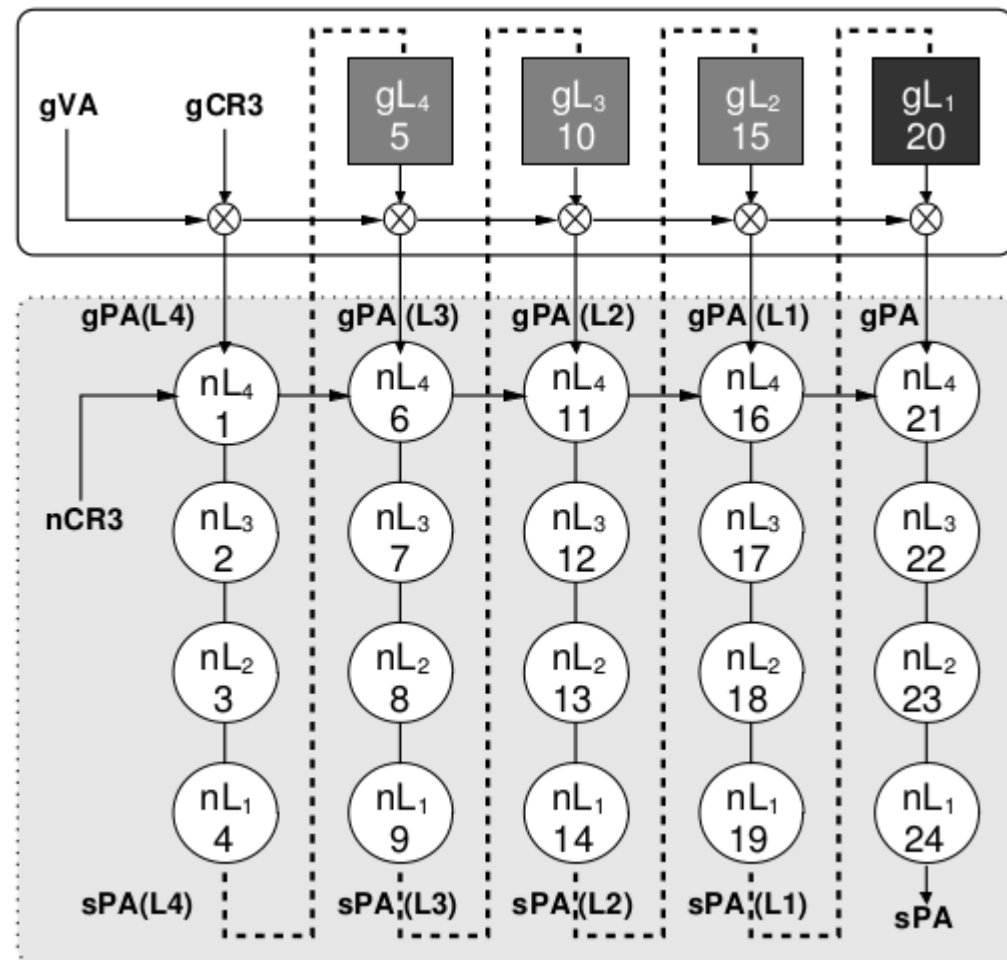 gVA
gCR3
gL₄
5
gL₃
10
gL₂
15
gL₁
20
gPA(L4)
gPA(L3)
gPA(L2)
gPA(L1)
gPA
nL₄
1
nL₄
6
nL₄
11
nL₄
16
nL₄
21
nCR3
nL₃
2
nL₃
7
nL₃
12
nL₃
17
nL₃
22
nL₂
3
nL₂
8
nL₂
13
nL₂
18
nL₂
23
nL₁
4
nL₁
9
nL₁
14
nL₁
19
nL₁
24
sPA(L4)
sPA(L3)
sPA(L2)
sPA(L1)
sPA